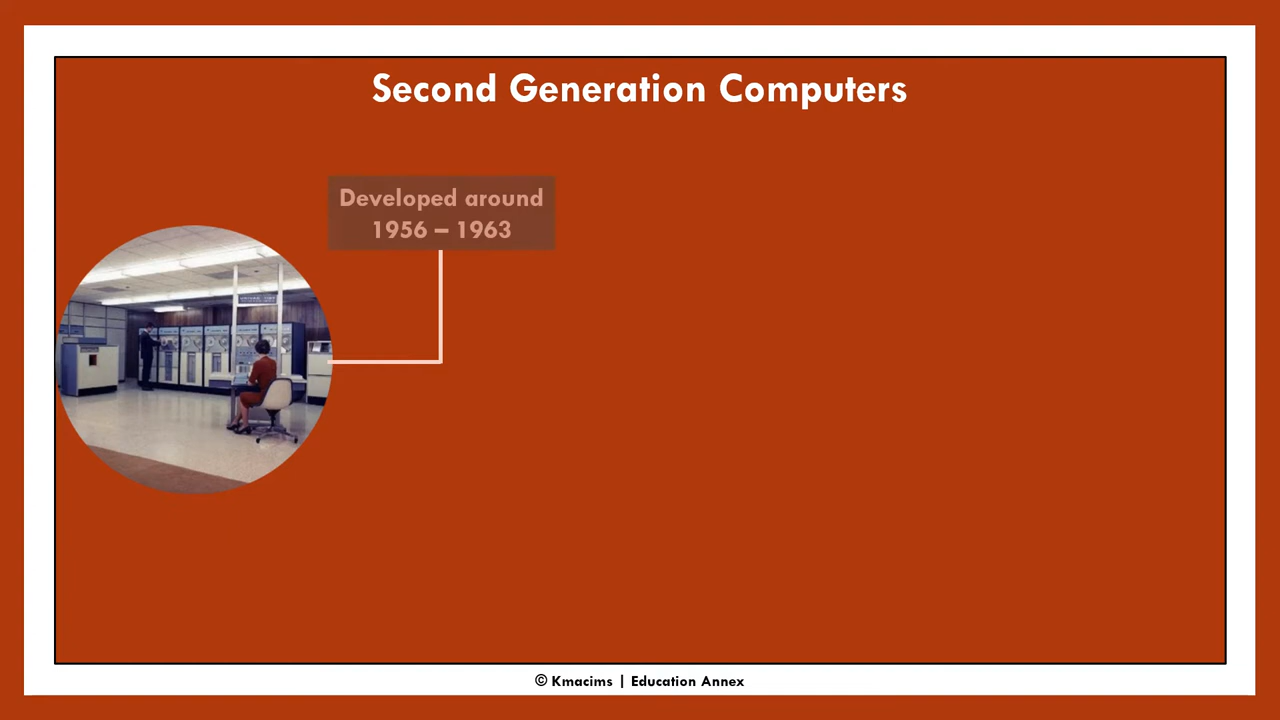 Second Generation Computers
Developed around
1956 – 1963
© Kmacims | Education Annex